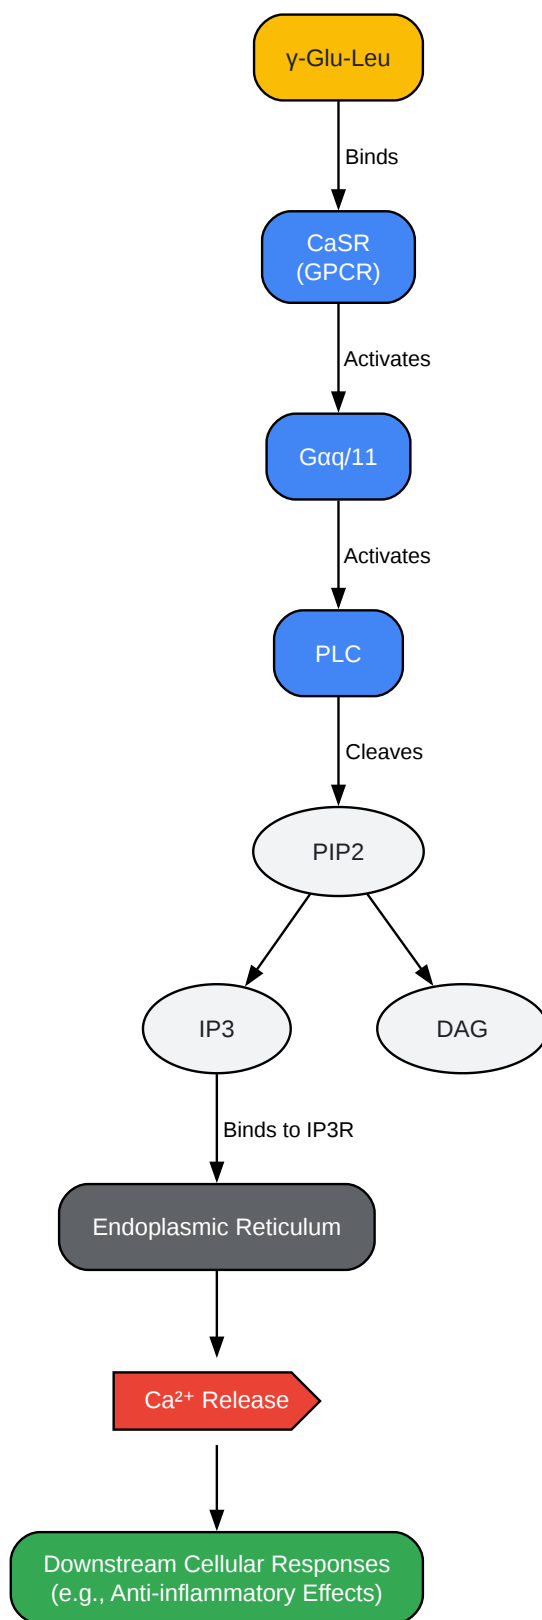 γ-Glu-Leu
Binds
CaSR
(GPCR)
Activates
Gαq/11
Activates
PLC
Cleaves
PIP2
IP3
DAG
Binds to IP3R
Endoplasmic Reticulum
Ca²⁺ Release
Downstream Cellular Responses
(e.g., Anti-inflammatory Effects)